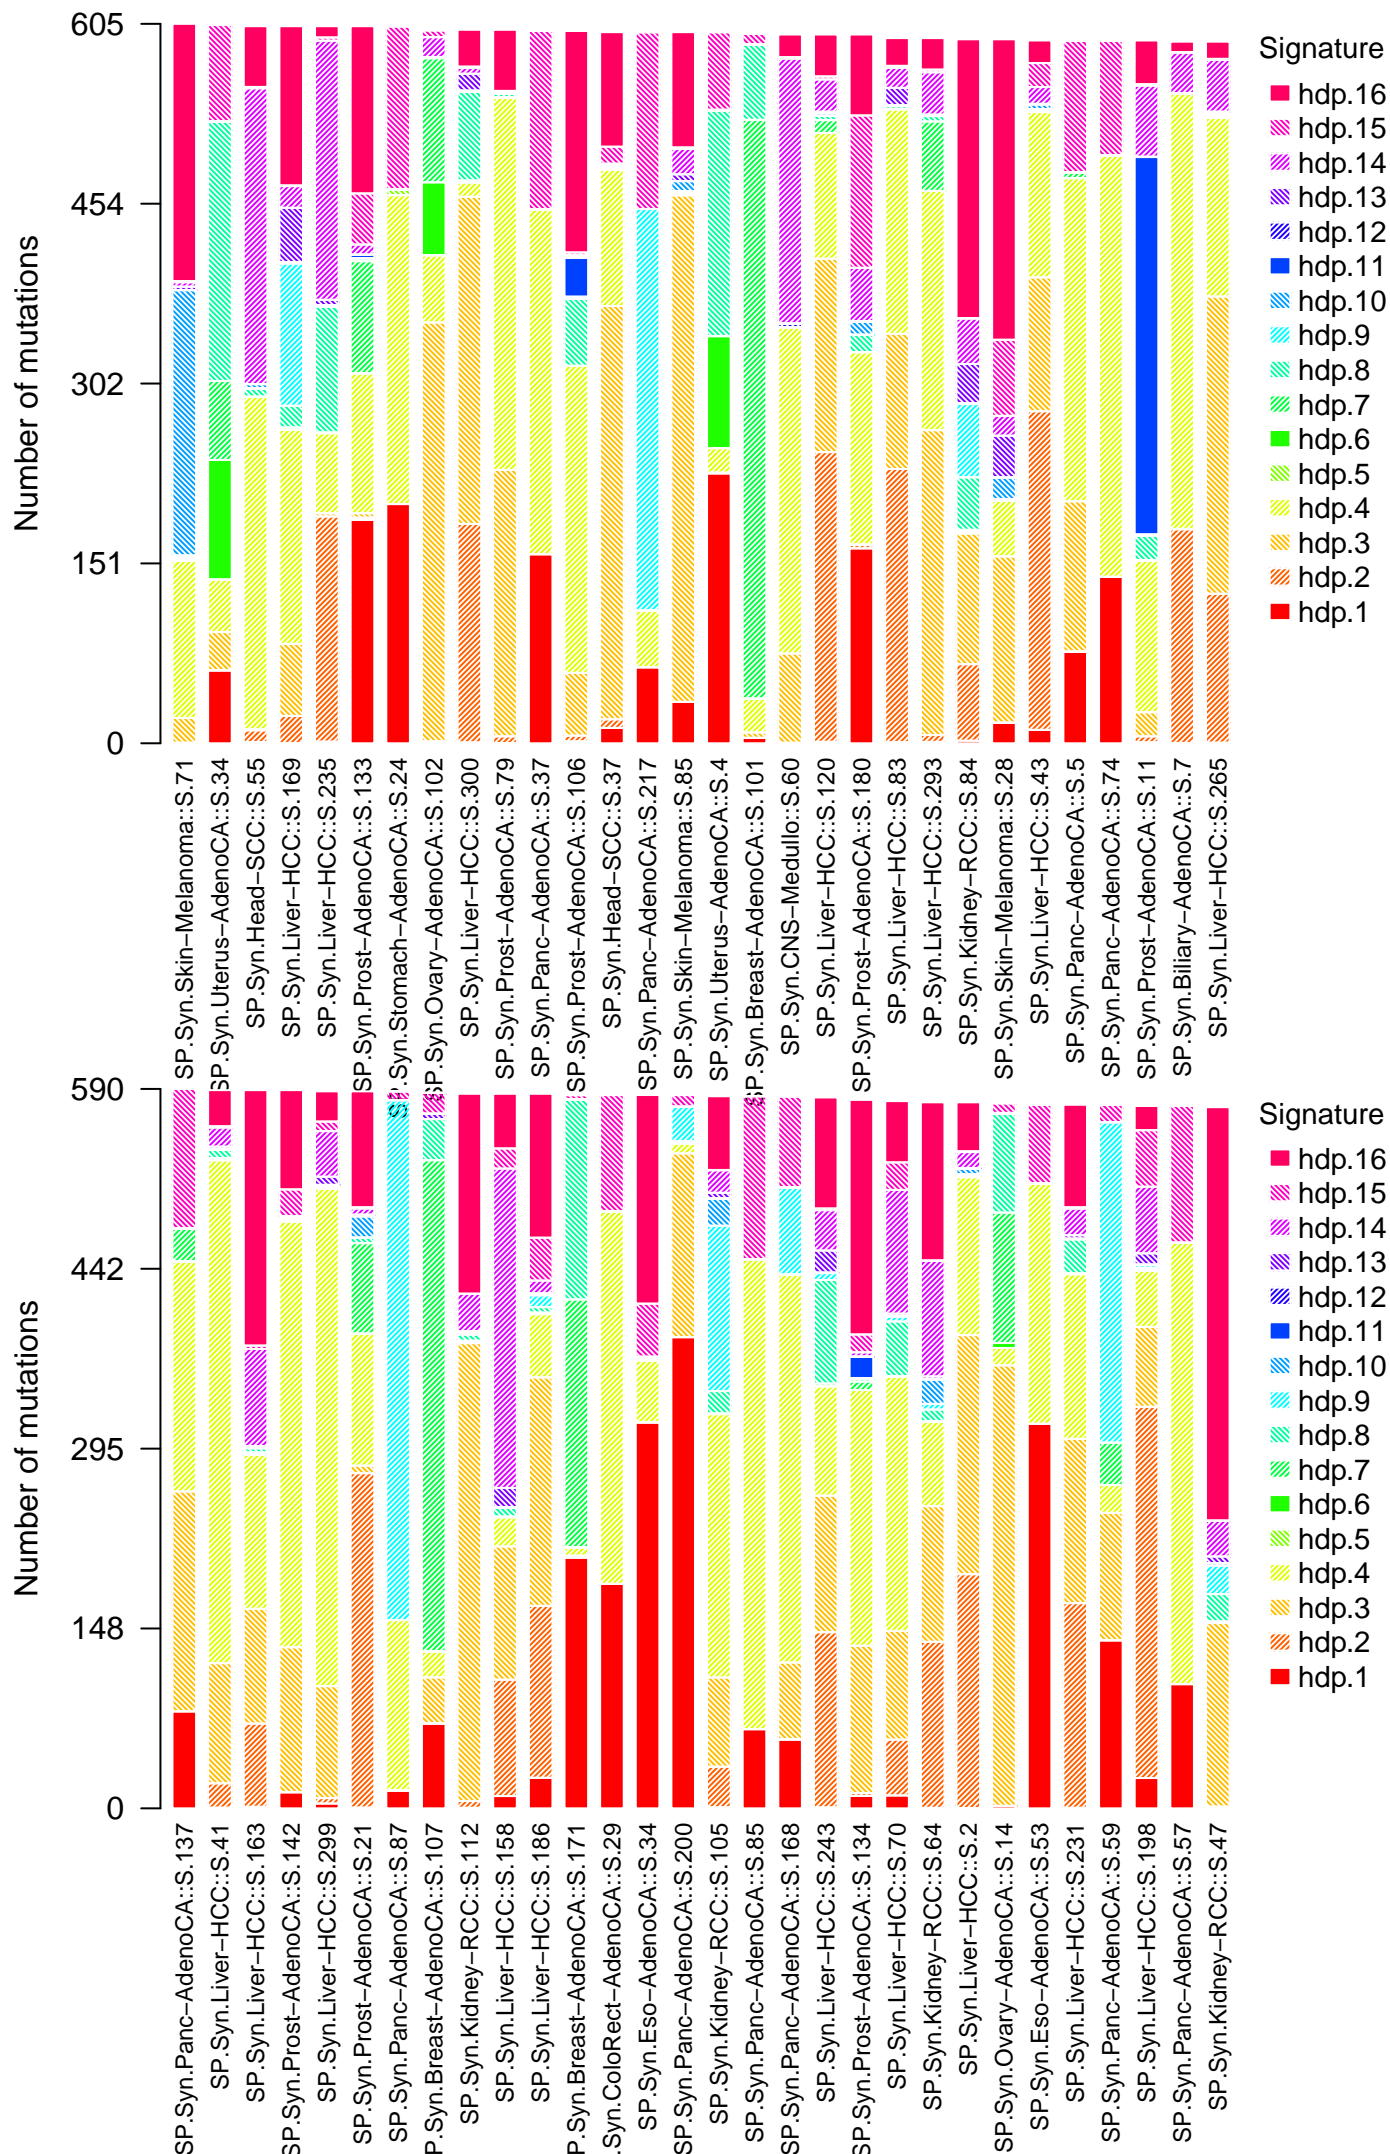 Number of mutations
605
454
302
151
0
Signature
hdp.16
hdp.15
hdp.14
hdp.13
hdp.12
hdp.11
hdp.10
hdp.9
hdp.8
hdp.7
hdp.6
hdp.5
hdp.4
hdp.3
hdp.2
hdp.1
SP.Syn.Skin−Melanoma::S.71
SP.Syn.Uterus−AdenoCA::S.34
SP.Syn.Head−SCC::S.55
SP.Syn.Liver−HCC::S.169
SP.Syn.Liver−HCC::S.235
SP.Syn.Prost−AdenoCA::S.133
SP.Syn.Stomach−AdenoCA::S.24
SP.Syn.Ovary−AdenoCA::S.102
SP.Syn.Liver−HCC::S.300
SP.Syn.Prost−AdenoCA::S.79
SP.Syn.Panc−AdenoCA::S.37
SP.Syn.Prost−AdenoCA::S.106
SP.Syn.Head−SCC::S.37
SP.Syn.Panc−AdenoCA::S.217
SP.Syn.Skin−Melanoma::S.85
SP.Syn.Uterus−AdenoCA::S.4
SP.Syn.Breast−AdenoCA::S.101
SP.Syn.CNS−Medullo::S.60
SP.Syn.Liver−HCC::S.120
SP.Syn.Prost−AdenoCA::S.180
SP.Syn.Liver−HCC::S.83
SP.Syn.Liver−HCC::S.293
SP.Syn.Kidney−RCC::S.84
SP.Syn.Skin−Melanoma::S.28
SP.Syn.Liver−HCC::S.43
SP.Syn.Panc−AdenoCA::S.5
SP.Syn.Panc−AdenoCA::S.74
SP.Syn.Prost−AdenoCA::S.11
SP.Syn.Biliary−AdenoCA::S.7
SP.Syn.Liver−HCC::S.265
Number of mutations
590
442
295
148
0
Signature
hdp.16
hdp.15
hdp.14
hdp.13
hdp.12
hdp.11
hdp.10
hdp.9
hdp.8
hdp.7
hdp.6
hdp.5
hdp.4
hdp.3
hdp.2
hdp.1
SP.Syn.Panc−AdenoCA::S.137
SP.Syn.Liver−HCC::S.41
SP.Syn.Liver−HCC::S.163
SP.Syn.Prost−AdenoCA::S.142
SP.Syn.Liver−HCC::S.299
SP.Syn.Prost−AdenoCA::S.21
SP.Syn.Panc−AdenoCA::S.87
P.Syn.Breast−AdenoCA::S.107
SP.Syn.Kidney−RCC::S.112
SP.Syn.Liver−HCC::S.158
SP.Syn.Liver−HCC::S.186
P.Syn.Breast−AdenoCA::S.171
.Syn.ColoRect−AdenoCA::S.29
SP.Syn.Eso−AdenoCA::S.34
SP.Syn.Panc−AdenoCA::S.200
SP.Syn.Kidney−RCC::S.105
SP.Syn.Panc−AdenoCA::S.85
SP.Syn.Panc−AdenoCA::S.168
SP.Syn.Liver−HCC::S.243
SP.Syn.Prost−AdenoCA::S.134
SP.Syn.Liver−HCC::S.70
SP.Syn.Kidney−RCC::S.64
SP.Syn.Liver−HCC::S.2
SP.Syn.Ovary−AdenoCA::S.14
SP.Syn.Eso−AdenoCA::S.53
SP.Syn.Liver−HCC::S.231
SP.Syn.Panc−AdenoCA::S.59
SP.Syn.Liver−HCC::S.198
SP.Syn.Panc−AdenoCA::S.57
SP.Syn.Kidney−RCC::S.47